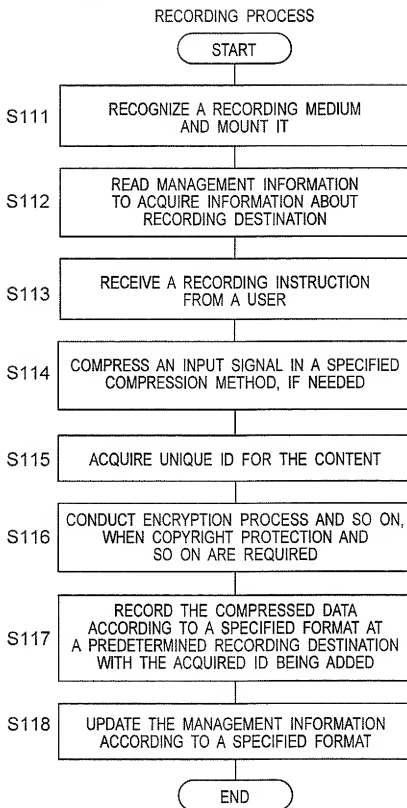 RECORDING PROCESS
START
S111
RECOGNIZE A RECORDING MEDIUM
AND MOUNT IT
S112
READ MANAGEMENT INFORMATION
TO ACQUIRE INFORMATION ABOUT
RECORDING DESTINATION
S113
RECEIVE A RECORDING INSTRUCTION
FROM A USER
S114
COMPRESS AN INPUT SIGNAL IN A SPECIFIED
COMPRESSION METHOD, IF NEEDED
S115
ACQUIRE UNIQUE ID FOR THE CONTENT
S116
CONDUCT ENCRYPTION PROCESS AND SO ON,
WHEN COPYRIGHT PROTECTION AND
SO ON ARE REQUIRED
S117
RECORD THE COMPRESSED DATA
ACCORDING TO A SPECIFIED FORMAT AT
A PREDETERMINED RECORDING DESTINATION
WITH THE ACQUIRED ID BEING ADDED
S118
UPDATE THE MANAGEMENT INFORMATION
ACCORDING TO A SPECIFIED FORMAT
END